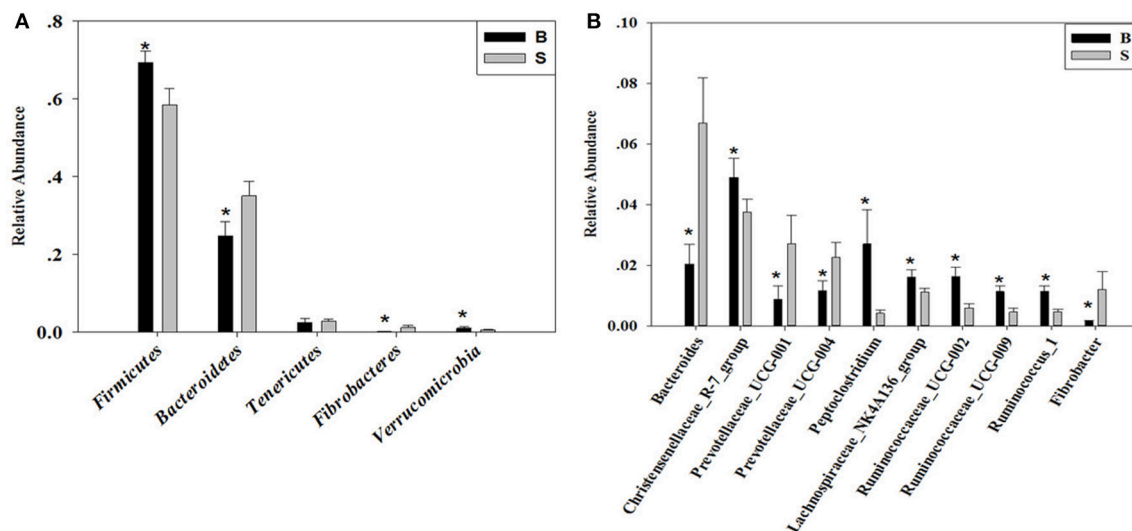 A
.8
.6
.4
.2
0.0
Relative Abundance
B
S
*
*
*
*
Firmicutes
Bacteroidetes
Tenericutes
Fibrobacteres
Verrucomicrobia
B
.10
.08
.06
.04
.02
0.00
Relative Abundance
B
S
*
*
*
*
*
*
*
*
*
*
Bacteroides
Christensenellaceae_R-7_group
Prevotellaceae_UCG-001
Prevotellaceae_UCG-004
Peptoclostridium
Lachnospiraceae_NK4A136_group
Ruminococcaceae_UCG-002
Ruminococcaceae_UCG-009
Ruminococcus_1
Fibrobacter